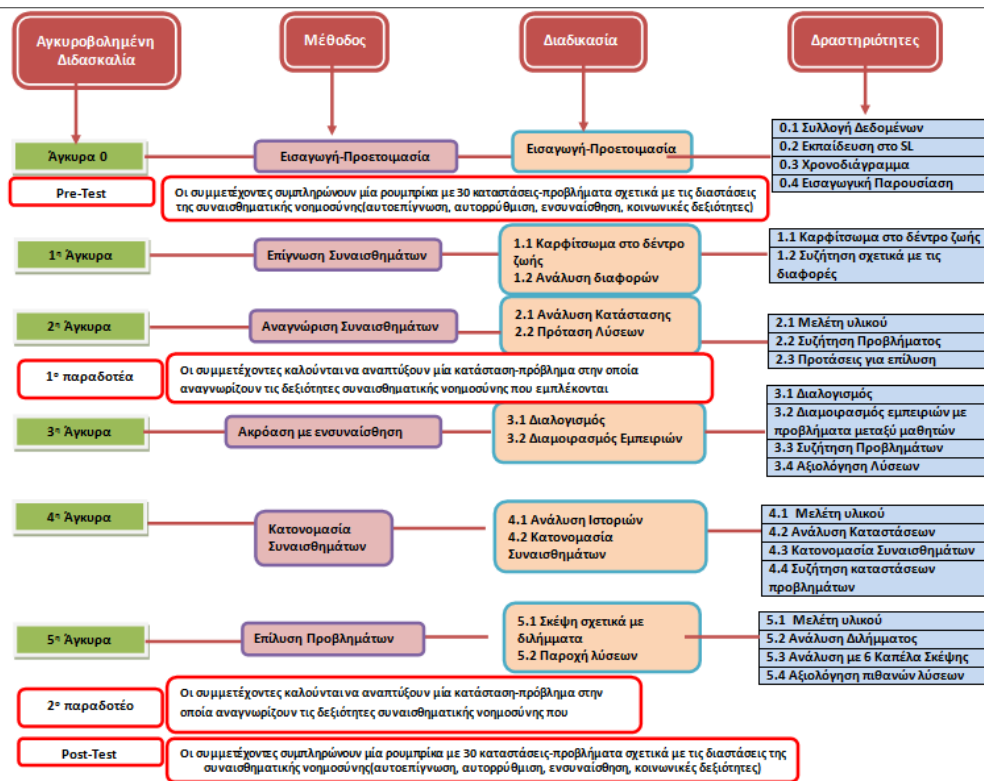 Αγκυροβολημένη
Διδασκαλία
Μέθοδος
Διαδικασία
Δραστηριότητες
Άγκυρα 0
Εισαγωγή-Προετοιμασία
Εισαγωγή-Προετοιμασία
0.1 Συλλογή Δεδομένων
0.2 Εκπαίδευση στο SL
0.3 Χρονοδιάγραμμα
0.4 Εισαγωγική Παρουσίαση
Pre-Test
Οι συμμετέχοντες συμπληρώνουν μία ρουμπρίκα με 30 καταστάσεις-προβλήματα σχετικά με τις διαστάσεις
της συναισθηματικής νοημοσύνης(αυτοεπίγνωση, αυτορρύθμιση, ενσυναίσθηση, κοινωνικές δεξιότητες)
1η Άγκυρα
Επίγνωση Συναισθημάτων
1.1 Καρφίτσωμα στο δέντρο
ζωής
1.2 Ανάλυση διαφορών
1.1 Καρφίτσωμα στο δέντρο ζωής
1.2 Συζήτηση σχετικά με τις
διαφορές
2η Άγκυρα
Αναγνώριση Συναισθημάτων
2.1 Ανάλυση Κατάστασης
2.2 Πρόταση Λύσεων
2.1 Μελέτη υλικού
2.2 Συζήτηση Προβλήματος
2.3 Προτάσεις για επίλυση
1ο παραδοτέα
Οι συμμετέχοντες καλούνται να αναπτύξουν μία κατάσταση-πρόβλημα στην οποία
αναγνωρίζουν τις δεξιότητες συναισθηματικής νοημοσύνης που εμπλέκονται
3η Άγκυρα
Ακρόαση με ενσυναίσθηση
3.1 Διαλογισμός
3.2 Διαμοιρασμός Εμπειριών
3.1 Διαλογισμός
3.2 Διαμοιρασμός εμπειριών με
προβλήματα μεταξύ μαθητών
3.3 Συζήτηση Προβλημάτων
3.4 Αξιολόγηση Λύσεων
4η Άγκυρα
Κατονομασία
Συναισθημάτων
4.1 Ανάλυση Ιστοριών
4.2 Κατονομασία
Συναισθημάτων
4.1 Μελέτη υλικού
4.2 Ανάλυση Καταστάσεων
4.3 Κατονομασία Συναισθημάτων
4.4 Συζήτηση καταστάσεων
προβλημάτων
5η Άγκυρα
Επίλυση Προβλημάτων
5.1 Σκέψη σχετικά με
διλήμματα
5.2 Παροχή λύσεων
5.1 Μελέτη υλικού
5.2 Ανάλυση Διλήμματος
5.3 Ανάλυση με 6 Καπέλα Σκέψης
5.4 Αξιολόγηση πιθανών λύσεων
2ο παραδοτέο
Οι συμμετέχοντες καλούνται να αναπτύξουν μία κατάσταση-πρόβλημα στην
οποία αναγνωρίζουν τις δεξιότητες συναισθηματικής νοημοσύνης που
Post-Test
Οι συμμετέχοντες συμπληρώνουν μία ρουμπρίκα με 30 καταστάσεις-προβλήματα σχετικά με τις διαστάσεις της
συναισθηματικής νοημοσύνης(αυτοεπίγνωση, αυτορρύθμιση, ενσυναίσθηση, κοινωνικές δεξιότητες)